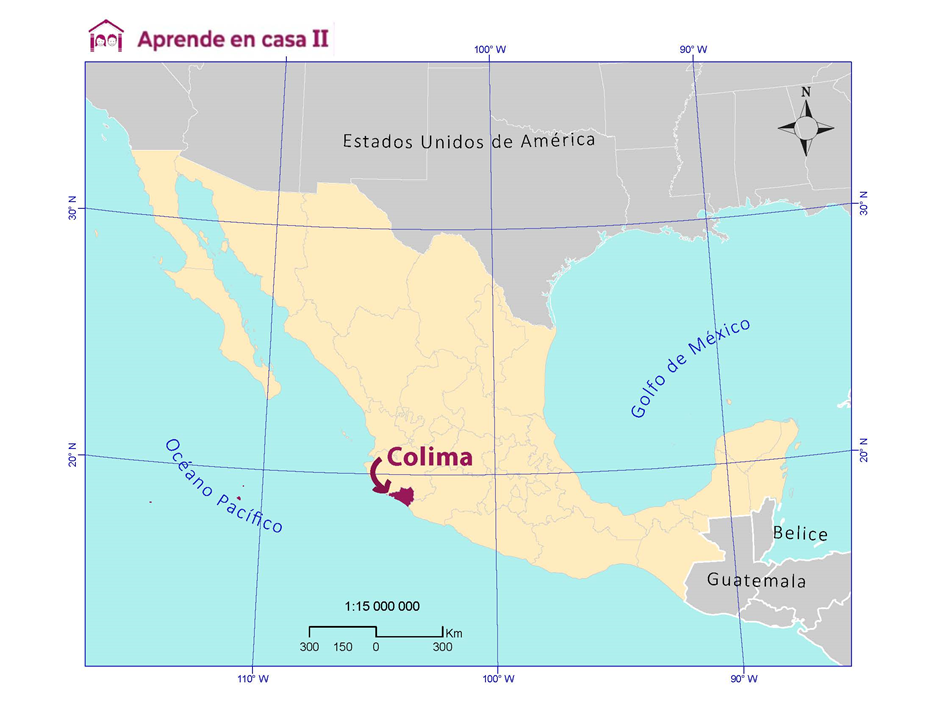 Aprende en casa II
100° W
90° W
N
Estados Unidos de América
30° N
30° N
Golfo de México
Colima
20° N
20° N
Océano Pacífico
Belice
Guatemala
1:15 000 000
Km
300 150 0 300
110° W
100° W
90° W